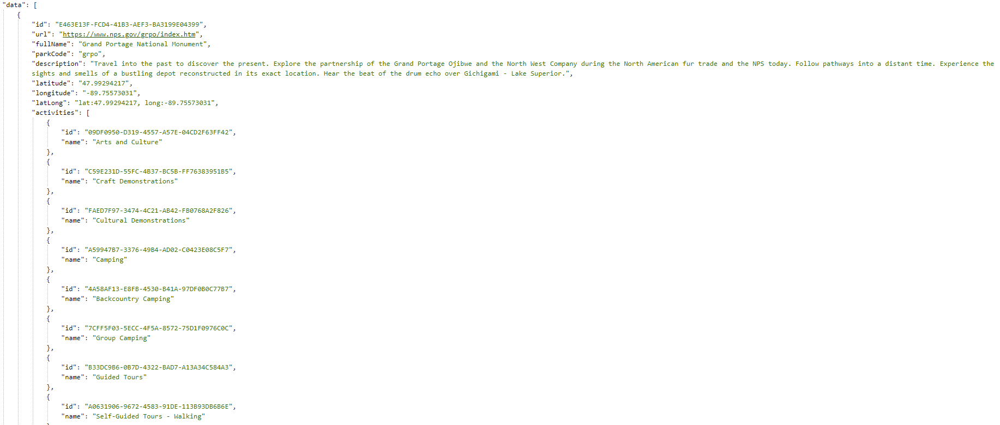 "data": [
{
"id": "E463E13F-FCD4-41B3-AEF3-BA3199E04399",
"url": "https://www.nps.gov/grpo/index.htm",
"fullName": "Grand Portage National Monument",
"parkCode": "grpo",
"description": "Travel into the past to discover the present. Explore the partnership of the Grand Portage Ojibwe and the North West Company during the North American fur trade and the NPS today. Follow pathways into a distant time. Experience the
sights and smells of a bustling depot reconstructed in its exact location. Hear the beat of the drum echo over Gichigami - Lake Superior.",
"latitude": "47.99294217",
"longitude": "-89.75573031",
"latLong": "lat:47.99294217, long:-89.75573031",
"activities": [
{
"id": "09DF0950-D319-4557-A57E-04CD2F63FF42",
"name": "Arts and Culture"
},
{
"id": "C59E231D-55FC-4B37-BC5B-FF76383951B5",
"name": "Craft Demonstrations"
},
{
"id": "FAED7F97-3474-4C21-AB42-FB0768A2F826",
"name": "Cultural Demonstrations"
},
{
"id": "A59947B7-3376-49B4-AD02-C0423E08C5F7",
"name": "Camping"
},
{
"id": "4A58AF13-E8FB-4530-B41A-97DF0B0C77B7",
"name": "Backcountry Camping"
},
{
"id": "7CFF5F03-5ECC-4F5A-8572-75D1F0976C0C",
"name": "Group Camping"
},
{
"id": "B33DC9B6-0B7D-4322-BAD7-A13A34C584A3",
"name": "Guided Tours"
},
{
"id": "A0631906-9672-4583-91DE-113B93DB6B6E",
"name": "Self-Guided Tours - Walking"